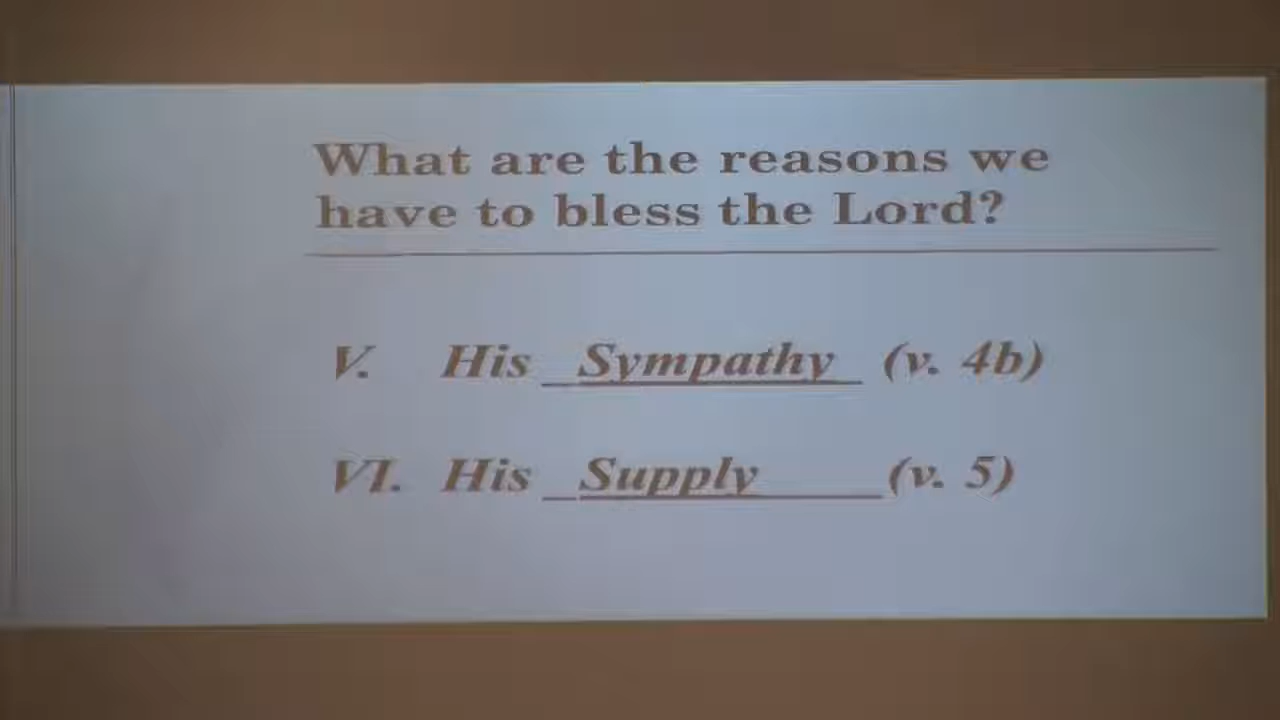 What are the reasons we
have to bless the Lord?
V. His Sympathy (v. 4b)
VI. His Supply (v. 5)